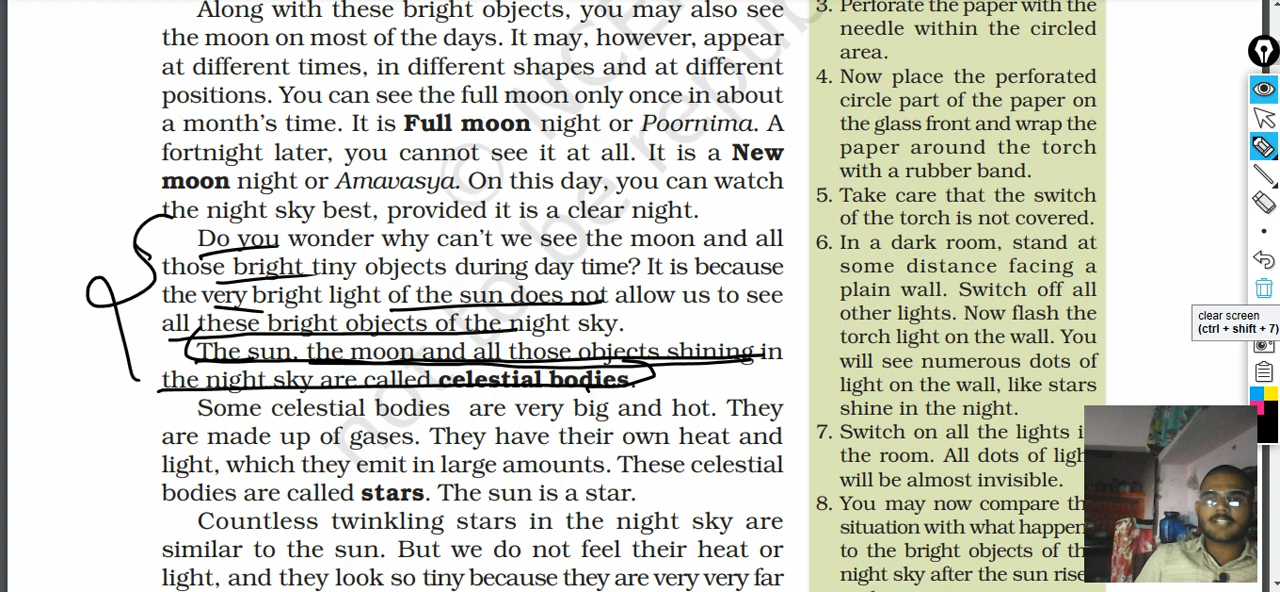 Along with these bright objects, you may also see
the moon on most of the days. It may, however, appear
at different times, in different shapes and at different
positions. You can see the full moon only once in about
a month's time. It is Full moon night or Poornima. A
fortnight later, you cannot see it at all. It is a New
moon night or Amavasya. On this day, you can watch
the night sky best, provided it is a clear night.
Do you wonder why can't we see the moon and all
those bright tiny objects during day time? It is because
the very bright light of the sun does not allow us to see
all these bright objects of the night sky.
The sun, the moon and all those objects shining in
the night sky are called celestial bodies.
Some celestial bodies are very big and hot. They
are made up of gases. They have their own heat and
light, which they emit in large amounts. These celestial
bodies are called stars. The sun is a star.
Countless twinkling stars in the night sky are
similar to the sun. But we do not feel their heat or
light, and they look so tiny because they are very very far
3. Perforate the paper with the
needle within the circled
area.
4. Now place the perforated
circle part of the paper on
the glass front and wrap the
paper around the torch
with a rubber band.
5. Take care that the switch
of the torch is not covered.
6. In a dark room, stand at
some distance facing a
plain wall. Switch off all
other lights. Now flash the
torch light on the wall. You
will see numerous dots of
light on the wall, like stars
shine in the night.
7. Switch on all the lights i
the room. All dots of ligh
will be almost invisible.
8. You may now compare th
situation with what happen
to the bright objects of th
night sky after the sun rise
clear screen
(ctrl + shift + 7)
© NCE
not to be republ